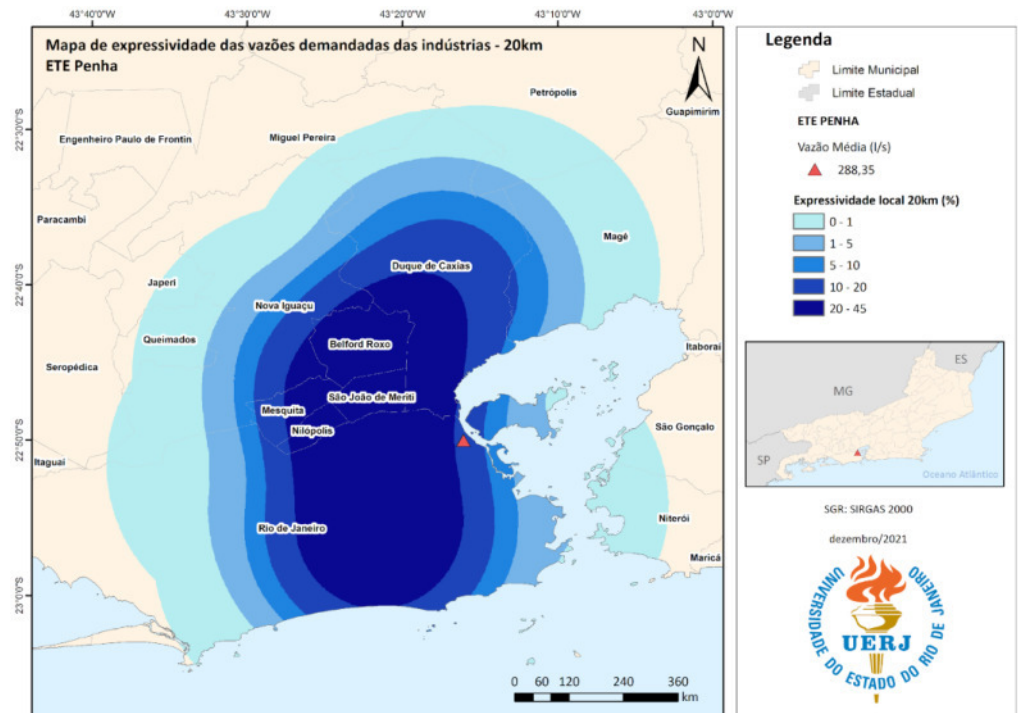 43°40'0"W 43°30'0"W 43°20'0"W 43°10'0"W 43°0'0"W
Mapa de expressividade das vazões demandadas das indústrias - 20km
ETE Penha
N
Petrópolis
Guapimirim
22°30'0"S
Engenheiro Paulo de Frontin
Miguel Pereira
Paracambi
Magé
Duque de Caxias
22°40'0"S
Japeri
Nova Iguaçu
Queimados
Belford Roxo
Itaboraí
Seropédica
São João de Meriti
Mesquita
Nilópolis
São Gonçalo
22°50'0"S
Itaguaí
Rio de Janeiro
Niterói
Maricá
23°0'0"S
0 60 120 240 360
km
Legenda
Limite Municipal
Limite Estadual
ETE PENHA
Vazão Média (l/s)
288,35
Expressividade local 20km (%)
0 - 1
1 - 5
5 - 10
10 - 20
20 - 45
ES
MG
SP
Oceano Atlântico
SGR: SIRGAS 2000
dezembro/2021
UNIVERSIDADE DO ESTADO DO RIO DE JANEIRO
UERJ